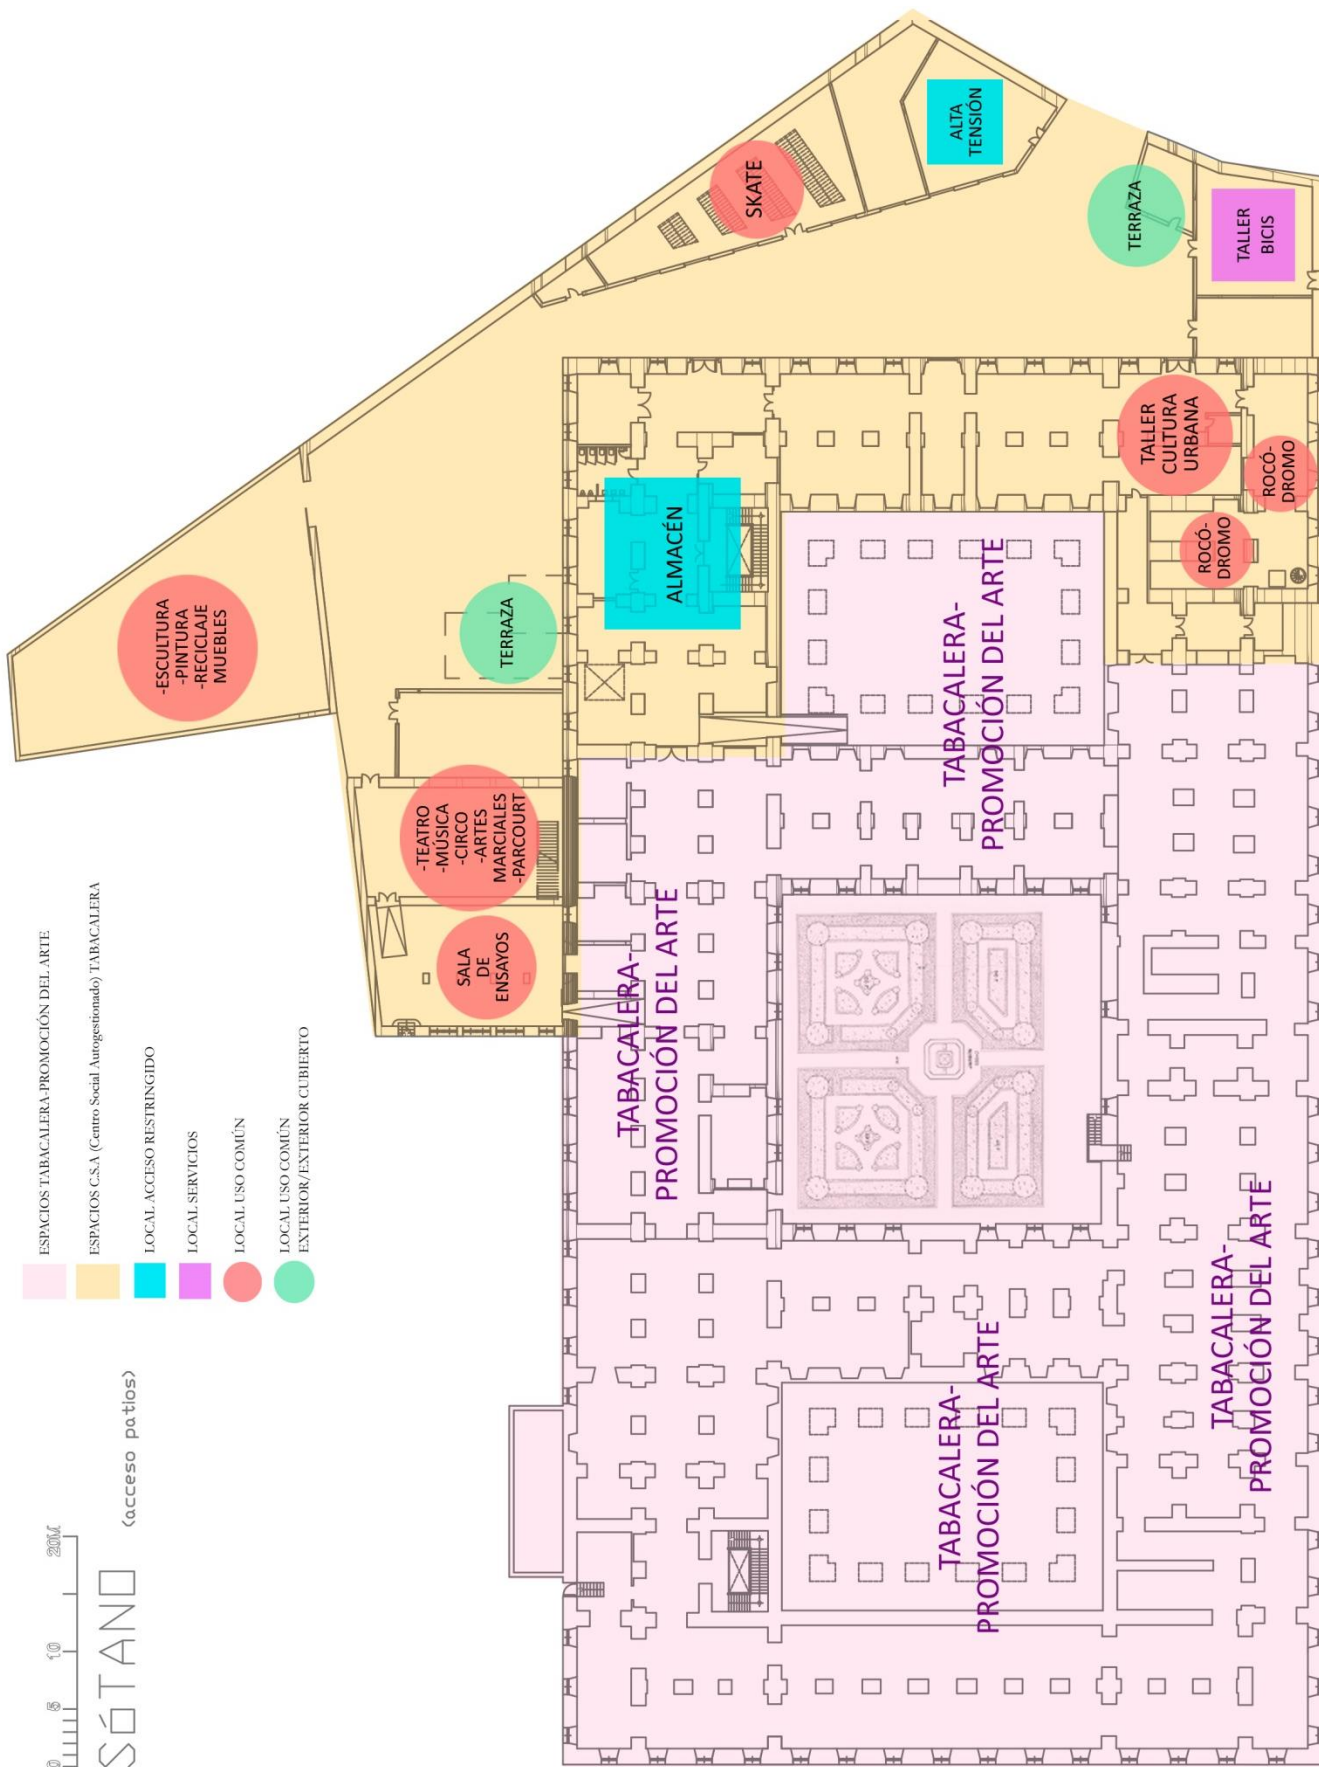 0 5 10 20M
SóTANO (acceso patios)
ESPACIOS TABACALERA-PROMOCIÓN DEL ARTE
ESPACIOS C.S.A (Centro Social Autogestionado) TABACALERA
LOCAL ACCESO RESTRINGIDO
LOCAL SERVICIOS
LOCAL USO COMÚN
LOCAL USO COMÚN
EXTERIOR/EXTERIOR CUBIERTO
-ESCULTURA
-PINTURA
-RECICLAJE
MUEBLES
SKATE
ALTA
TENSIÓN
TERRAZA
TALLER
BICIS
TERRAZA
-TEATRO
-MÚSICA
-CIRCO
-ARTES
MARCIALES
-PARCOURT
SALA
DE
ENSAYOS
ALMACÉN
TALLER
CULTURA
URBANA
ROCÓ-
DROMO
ROCÓ-
DROMO
TABACALERA-
PROMOCIÓN DEL ARTE
TABACALERA-
PROMOCIÓN DEL ARTE
TABACALERA-
PROMOCIÓN DEL ARTE
TABACALERA-
PROMOCIÓN DEL ARTE